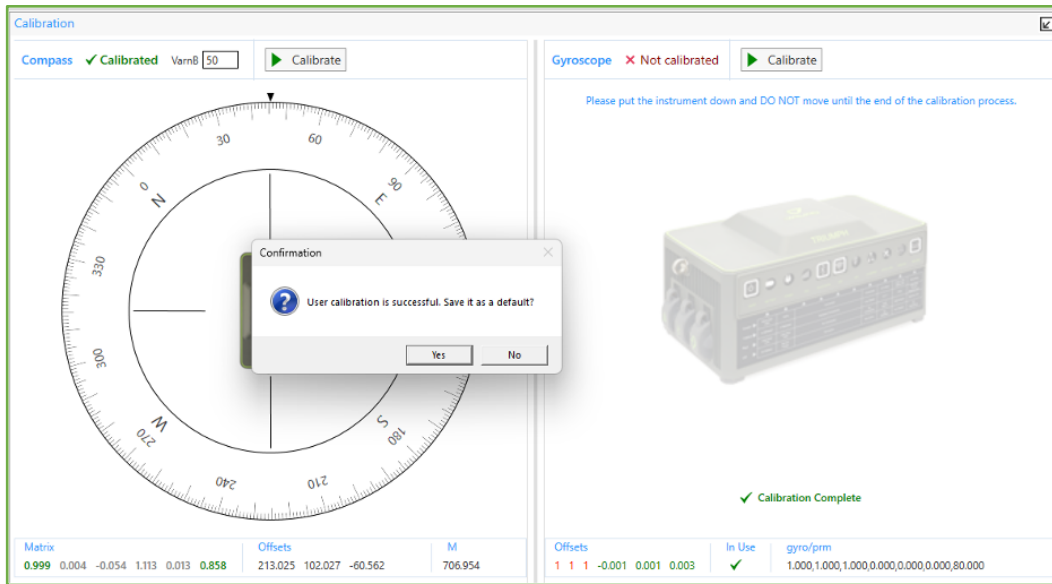 Calibration
Compass ✓ Calibrated VarnB 50 Calibrate
Gyroscope ✕ Not calibrated Calibrate
Please put the instrument down and DO NOT move until the end of the calibration process.
30 60
0 90
N E
330
300
W S
270 180
240 210
Confirmation
User calibration is successful. Save it as a default?
Yes No
✓ Calibration Complete
Matrix Offsets M
0.999 0.004 -0.054 1.113 0.013 0.858 213.025 102.027 -60.562 706.954
Offsets In Use gyro/prm
1 1 1 -0.001 0.001 0.003 ✓ 1.000,1.000,1.000,0.000,0.000,0.000,80.000